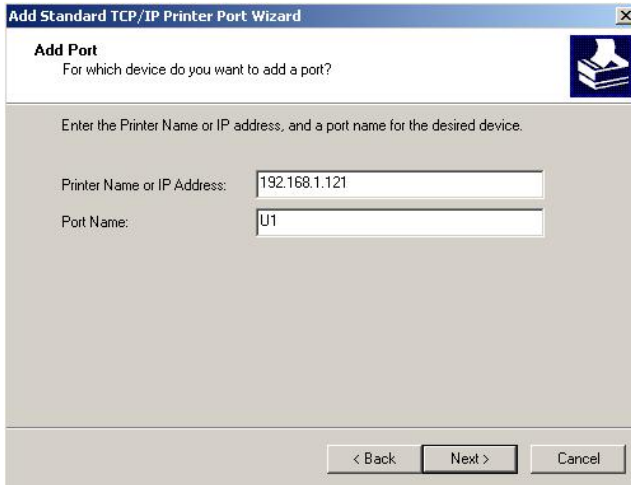 Add Standard TCP/IP Printer Port Wizard
Add Port
For which device do you want to add a port?
Enter the Printer Name or IP address, and a port name for the desired device.
Printer Name or IP Address: 192.168.1.121
Port Name: U1
< Back Next > Cancel